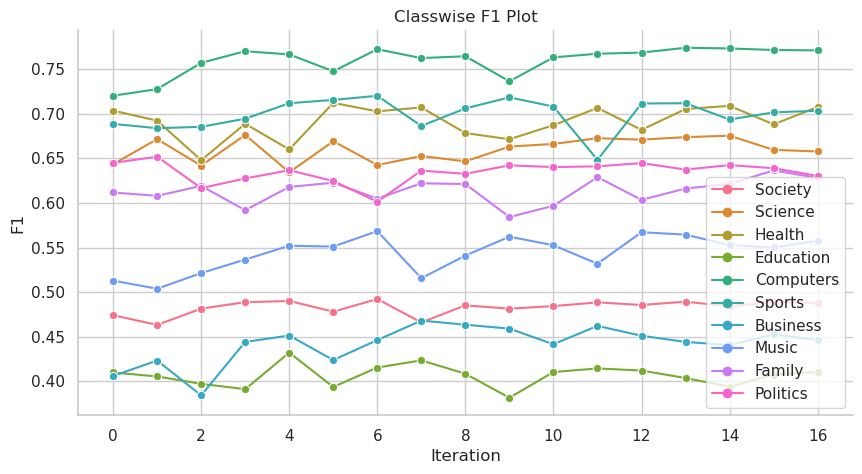 Classwise F1 Plot
F1
0.75
0.70
0.65
0.60
0.55
0.50
0.45
0.40
0 2 4 6 8 10 12 14 16
Iteration
Society
Science
Health
Education
Computers
Sports
Business
Music
Family
Politics